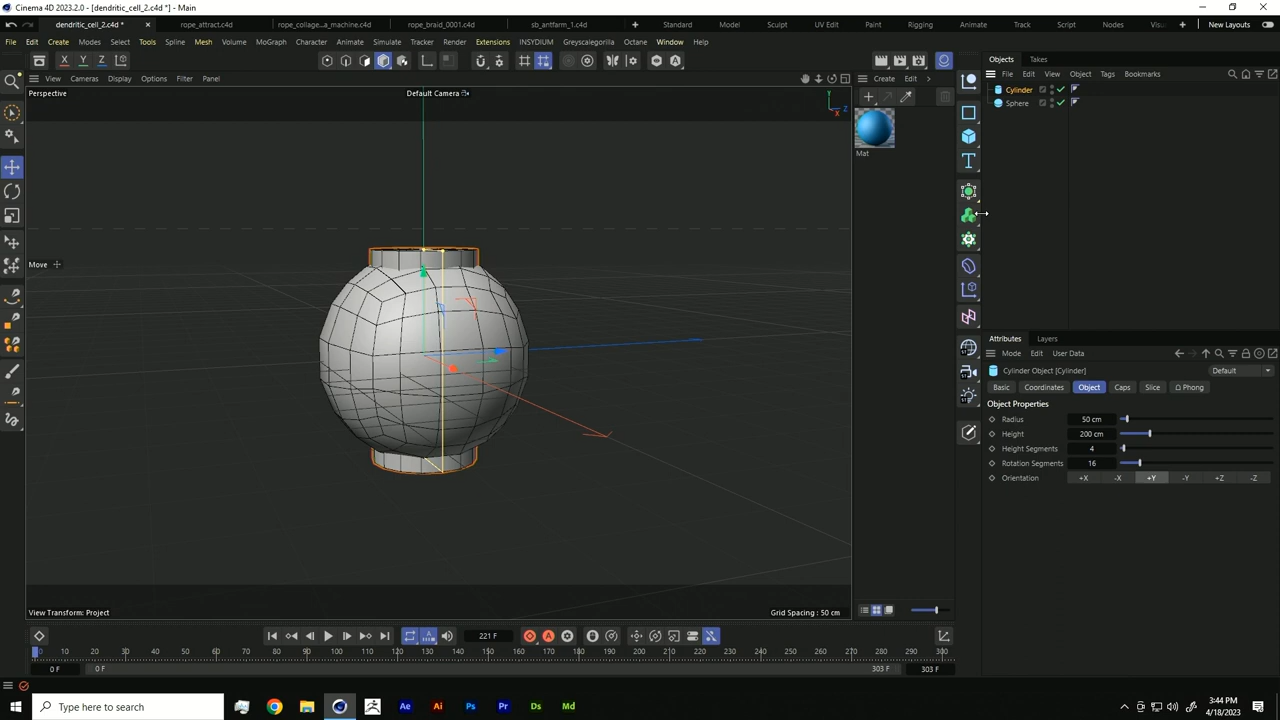 Cinema 4D 2023.2.0 - [dendritic_cell_2.c4d *] - Main
dendritic_cell_2.c4d *
rope_attract.c4d
rope_collage...a_machine.c4d
rope_braid_0001.c4d
sb_antfarm_1.c4d
Standard
Model
Sculpt
UV Edit
Paint
Rigging
Animate
Track
Script
Nodes
New Layouts
File
Edit
Create
Modes
Select
Tools
Spline
Mesh
Volume
MoGraph
Character
Animate
Simulate
Tracker
Render
Extensions
INSYDIUM
Greyscalegorilla
Octane
Window
Help
X
Y
Z
View
Cameras
Display
Options
Filter
Panel
Create
Edit
Objects
Takes
File
Edit
View
Object
Tags
Bookmarks
Perspective
Default Camera
Y
Z
X
Cylinder
Sphere
Mat
Move
Attributes
Layers
Mode
Edit
User Data
Cylinder Object [Cylinder]
Default
Basic
Coordinates
Object
Caps
Slice
Phong
Object Properties
Radius
50 cm
Height
200 cm
Height Segments
4
Rotation Segments
16
Orientation
+X
-X
+Y
-Y
+Z
-Z
View Transform: Project
Grid Spacing : 50 cm
221 F
0 10 20 30 40 50 60 70 80 90 100 110 120 130 140 150 160 170 180 190 200 210 220 230 240 250 260 270 280 290 300
0 F
0 F
303 F
303 F
Type here to search
Ae
Ai
Ps
Pr
Ds
Md
3:44 PM
4/18/2023